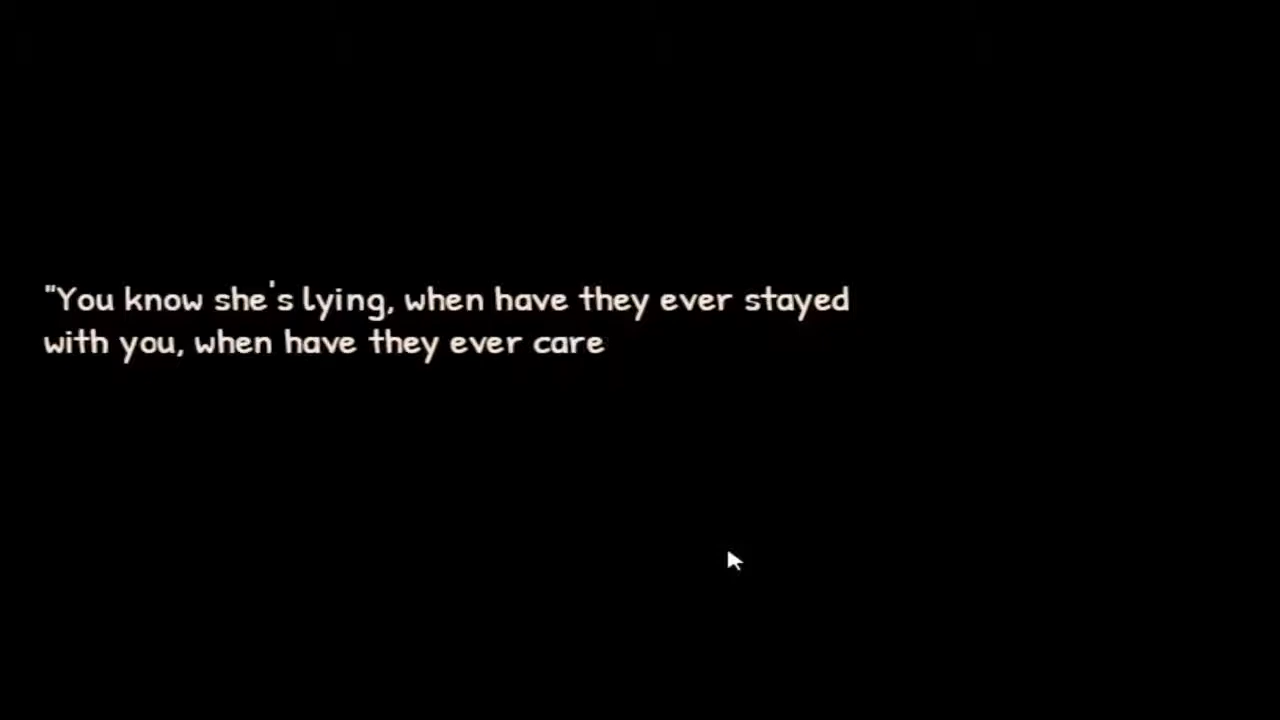 "You know she's lying, when have they ever stayed
with you, when have they ever care